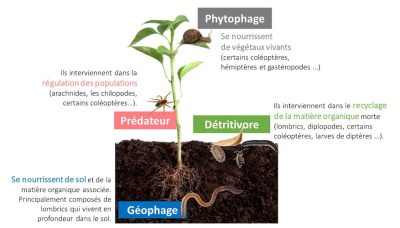 Phytophage
Se nourrissent
de végétaux vivants
(certains coléoptères,
hémiptères et gastéropodes ...)
Ils interviennent dans la
régulation des populations
(arachnides, les chilopodes,
certains coléoptères...).
Prédateur
Ils interviennent dans le recyclage
de la matière organique morte
(lombrics, diplopodes, certains
coléoptères, larves de diptères ...).
Détritivore
Se nourrissent de sol et de la
matière organique associée.
Principalement composés de
lombrics qui vivent en
profondeur dans le sol.
Géophage